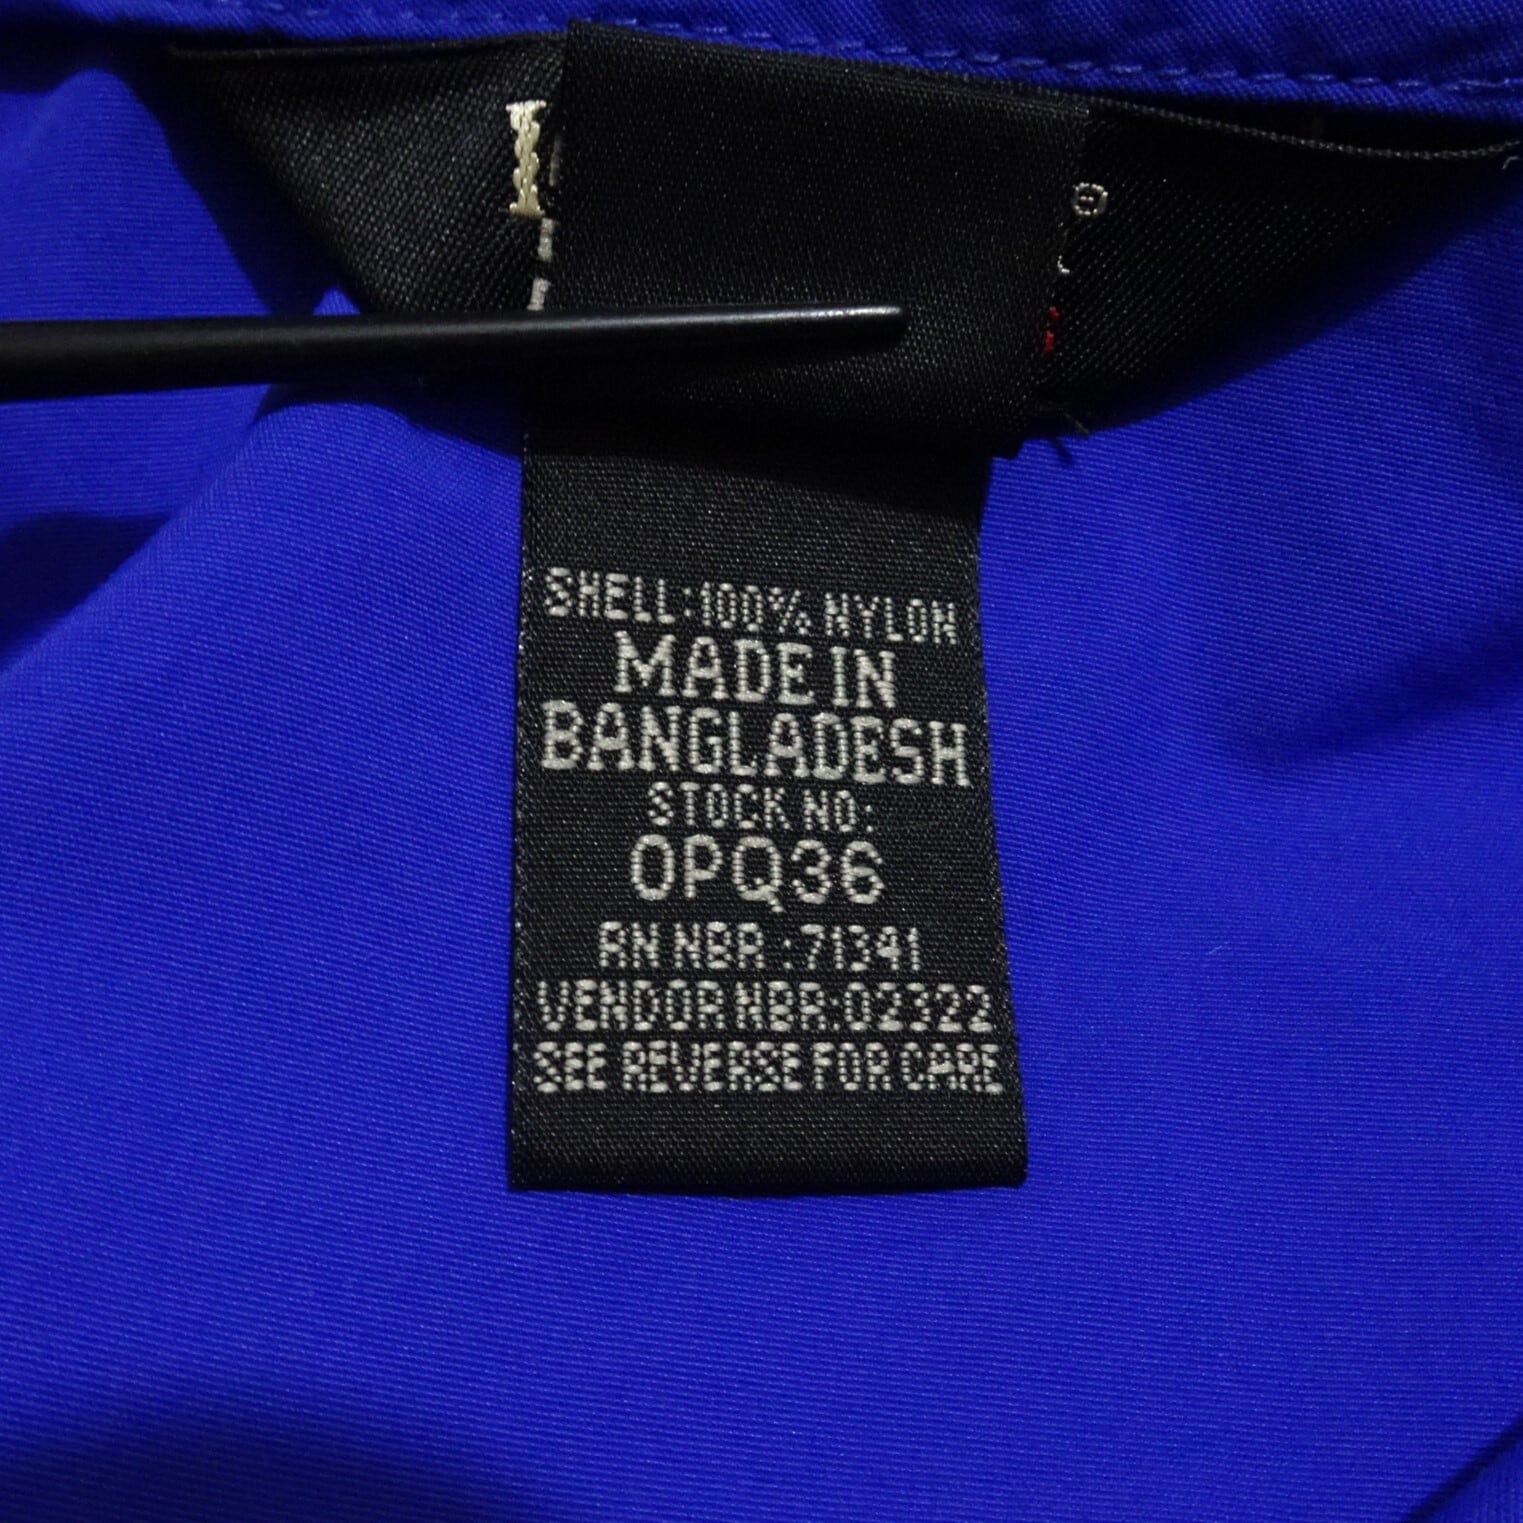 SHELL:100% NYLON
MADE IN
BANGLADESH
STOCK NO:
0PQ36
RN NBR.:71341
VENDOR NBR:02322
SEE REVERSE FOR CARE